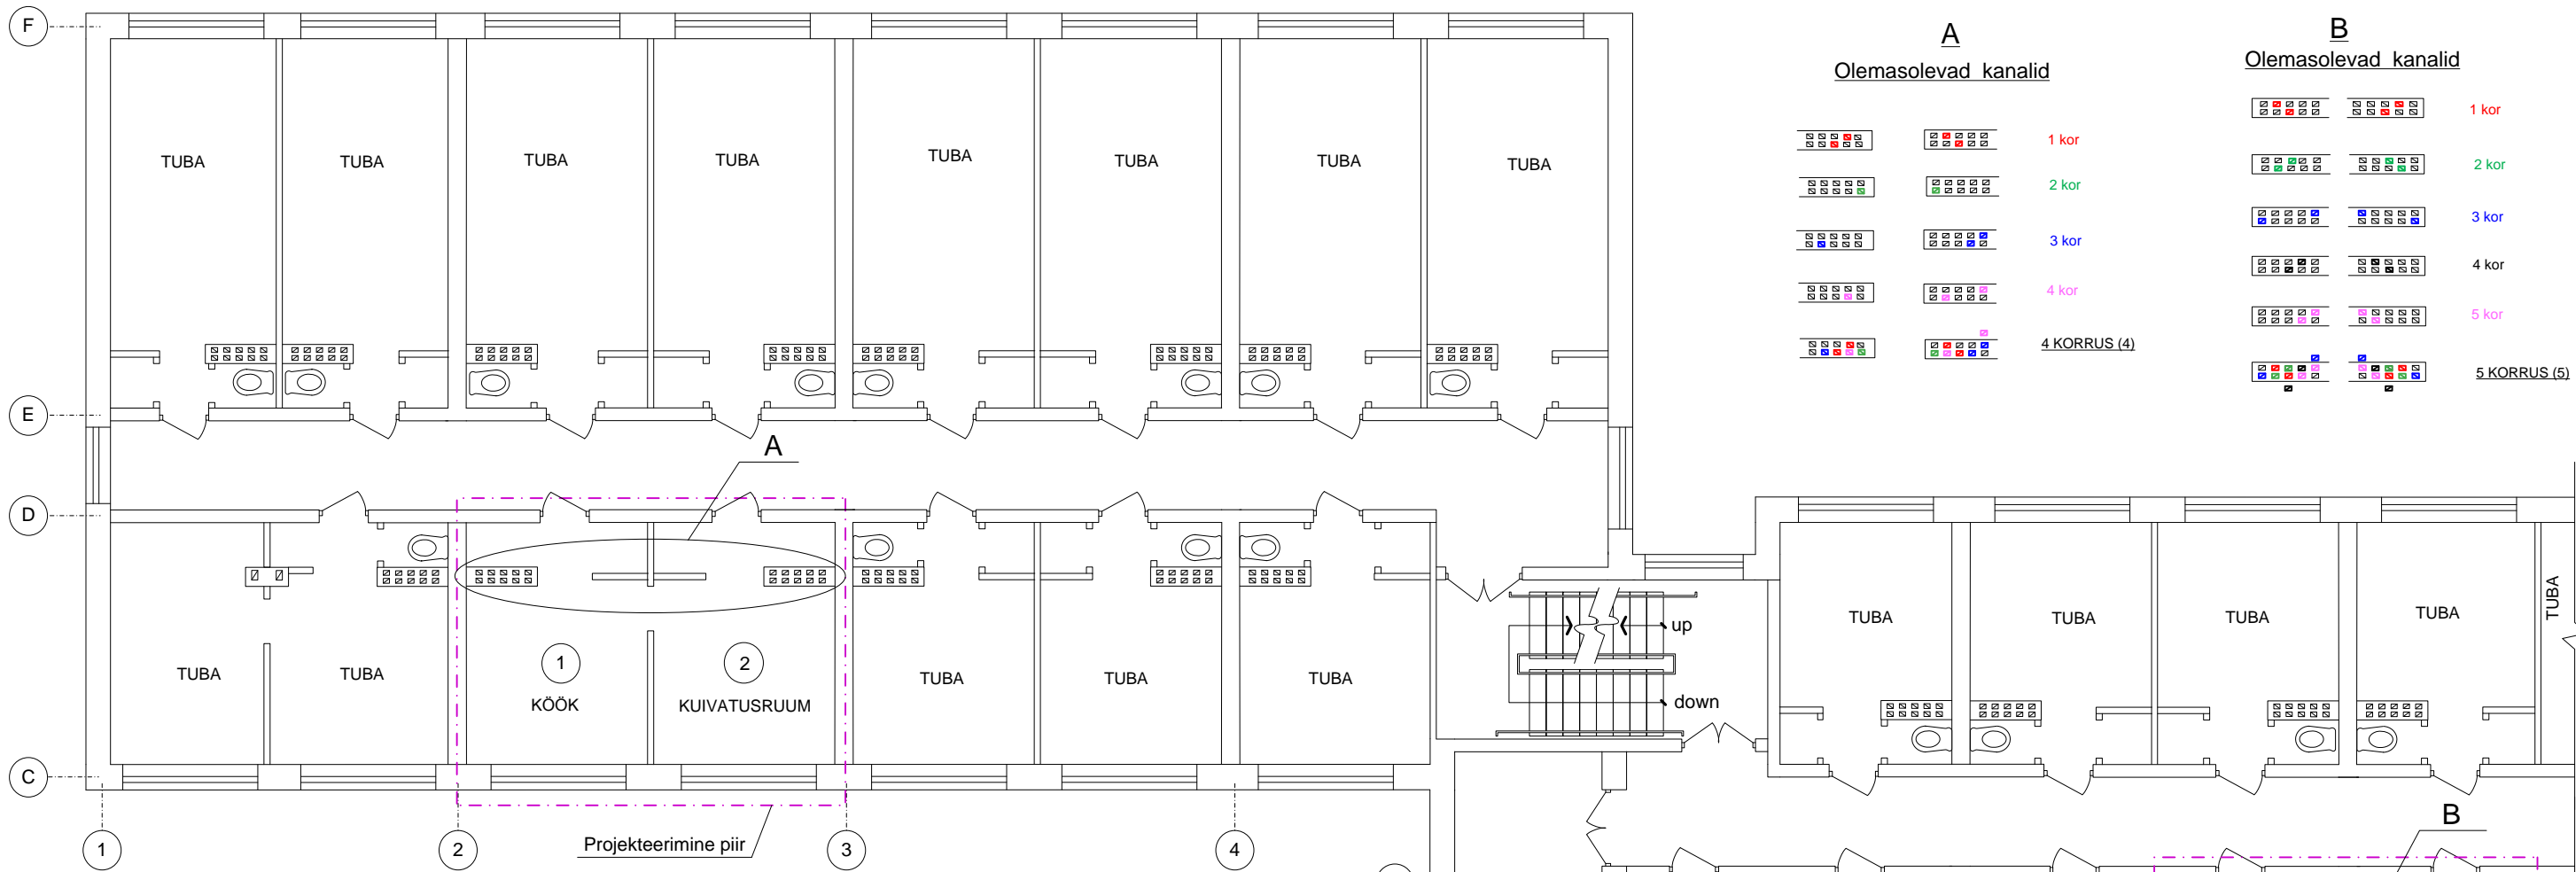 F
A
Olemasolevad kanalid
B
Olemasolevad kanalid
1 kor
2 kor
3 kor
4 kor
4 KORRUS (4)
1 kor
2 kor
3 kor
4 kor
5 kor
5 KORRUS (5)
TUBA
TUBA
TUBA
TUBA
TUBA
TUBA
TUBA
TUBA
E
A
D
TUBA
TUBA
1
KÖÖK
2
KUIVATUSRUUM
TUBA
TUBA
TUBA
up
down
TUBA
TUBA
TUBA
TUBA
TUBA
C
1
2
Projekteerimine piir
3
4
B